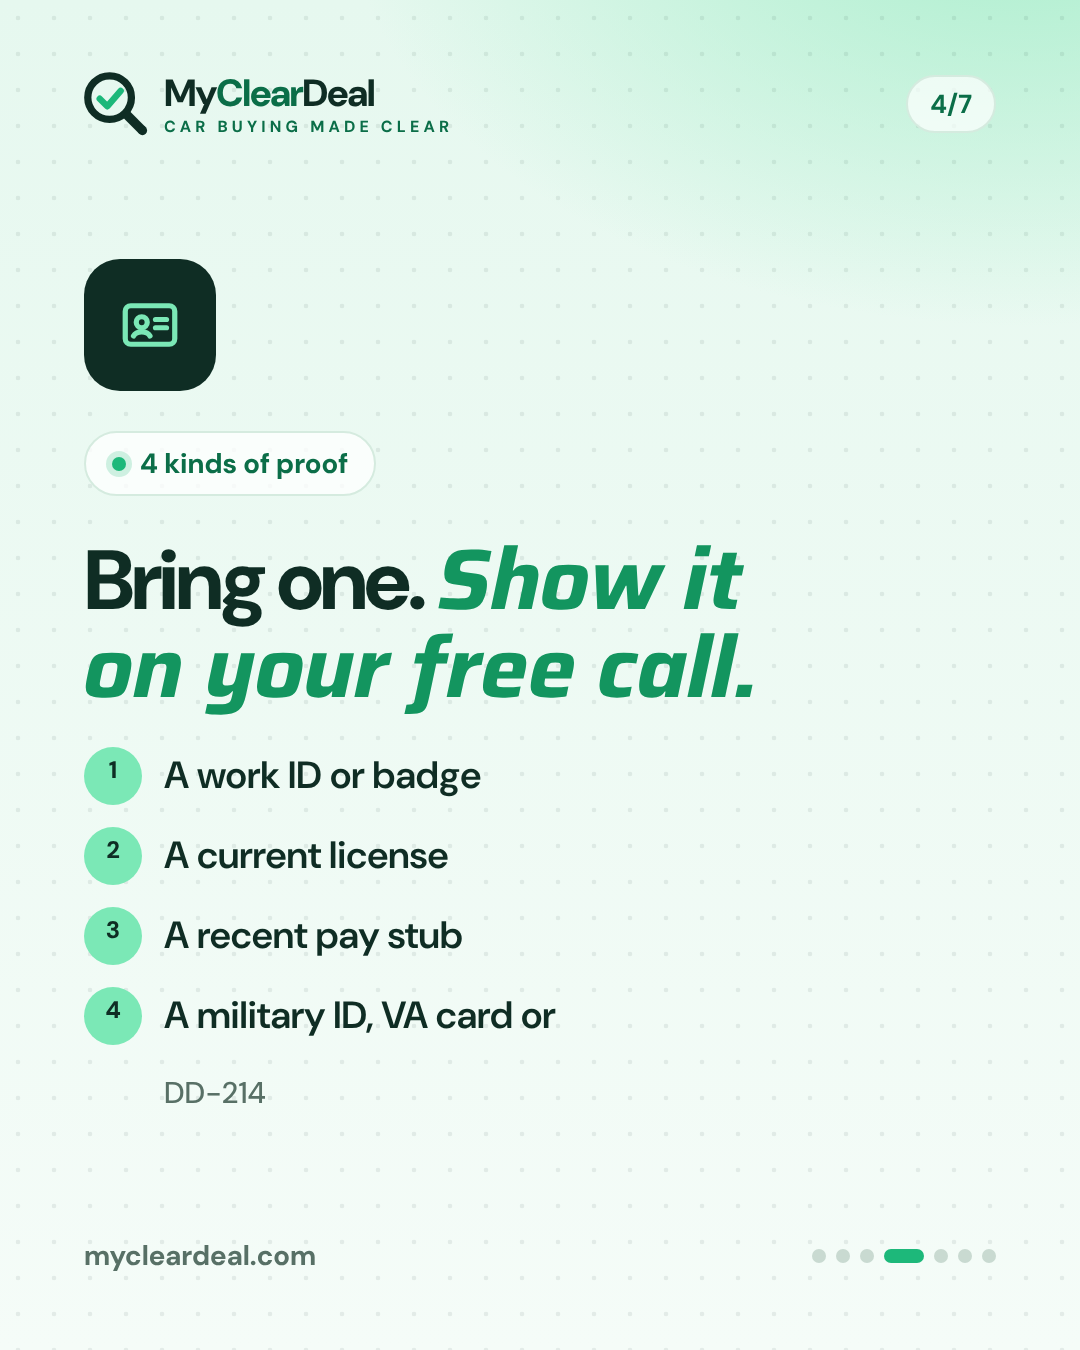 MyClearDeal
CAR BUYING MADE CLEAR
4/7
4 kinds of proof
Bring one. Show it
on your free call.
1 A work ID or badge
2 A current license
3 A recent pay stub
4 A military ID, VA card or
DD-214
mycleardeal.com